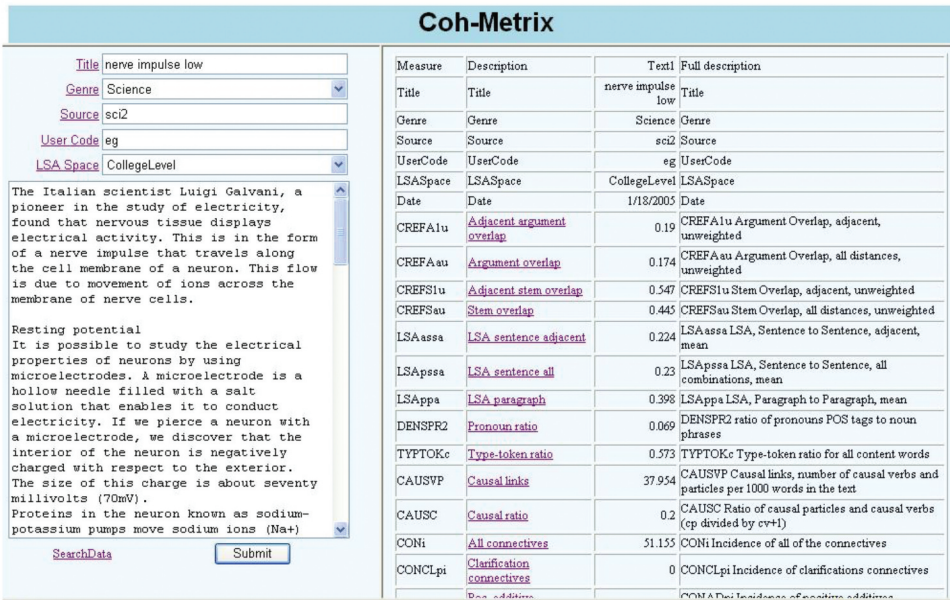 Coh-Metrix
Title nerve impulse low
Genre Science
Source sci2
User Code eg
LSA Space CollegeLevel
The Italian scientist Luigi Galvani, a
pioneer in the study of electricity,
found that nervous tissue displays
electrical activity. This is in the form
of a nerve impulse that travels along
the cell membrane of a neuron. This flow
is due to movement of ions across the
membrane of nerve cells.
Resting potential
It is possible to study the electrical
properties of neurons by using
microelectrodes. A microelectrode is a
hollow needle filled with a salt
solution that enables it to conduct
electricity. If we pierce a neuron with
a microelectrode, we discover that the
interior of the neuron is negatively
charged with respect to the exterior.
The size of this charge is about seventy
millivolts (70mV).
Proteins in the neuron known as sodium-
potassium pumps move sodium ions (Na+)
SearchData Submit
Measure Description Text1 Full description
Title Title nerve impulse low Title
Genre Genre Science Genre
Source Source sci2 Source
UserCode UserCode eg UserCode
LSASpace LSASpace CollegeLevel LSASpace
Date Date 1/18/2005 Date
CREFA1u Adjacent argument overlap 0.19 CREFA1u Argument Overlap, adjacent, unweighted
CREFAau Argument overlap 0.174 CREFAau Argument Overlap, all distances, unweighted
CREFS1u Adjacent stem overlap 0.547 CREFS1u Stem Overlap, adjacent, unweighted
CREFSau Stem overlap 0.445 CREFSau Stem Overlap, all distances, unweighted
LSAassa LSA sentence adjacent 0.224 LSAassa LSA, Sentence to Sentence, adjacent, mean
LSApssa LSA sentence all 0.23 LSApssa LSA, Sentence to Sentence, all combinations, mean
LSAppa LSA paragraph 0.398 LSAppa LSA, Paragraph to Paragraph, mean
DENSPR2 Pronoun ratio 0.069 DENSPR2 ratio of pronouns POS tags to noun phrases
TYPTOKc Type-token ratio 0.573 TYPTOKc Type-token ratio for all content words
CAUSVP Causal links 37.954 CAUSVP Causal links, number of causal verbs and particles per 1000 words in the text
CAUSC Causal ratio 0.2 CAUSC Ratio of causal particles and causal verbs (cp divided by cv+1)
CONi All connectives 51.155 CONi Incidence of all of the connectives
CONCLpi Clarification connectives 0 CONCLpi Incidence of clarifications connectives
Pos. additive CONADpi Incidence of positive additives